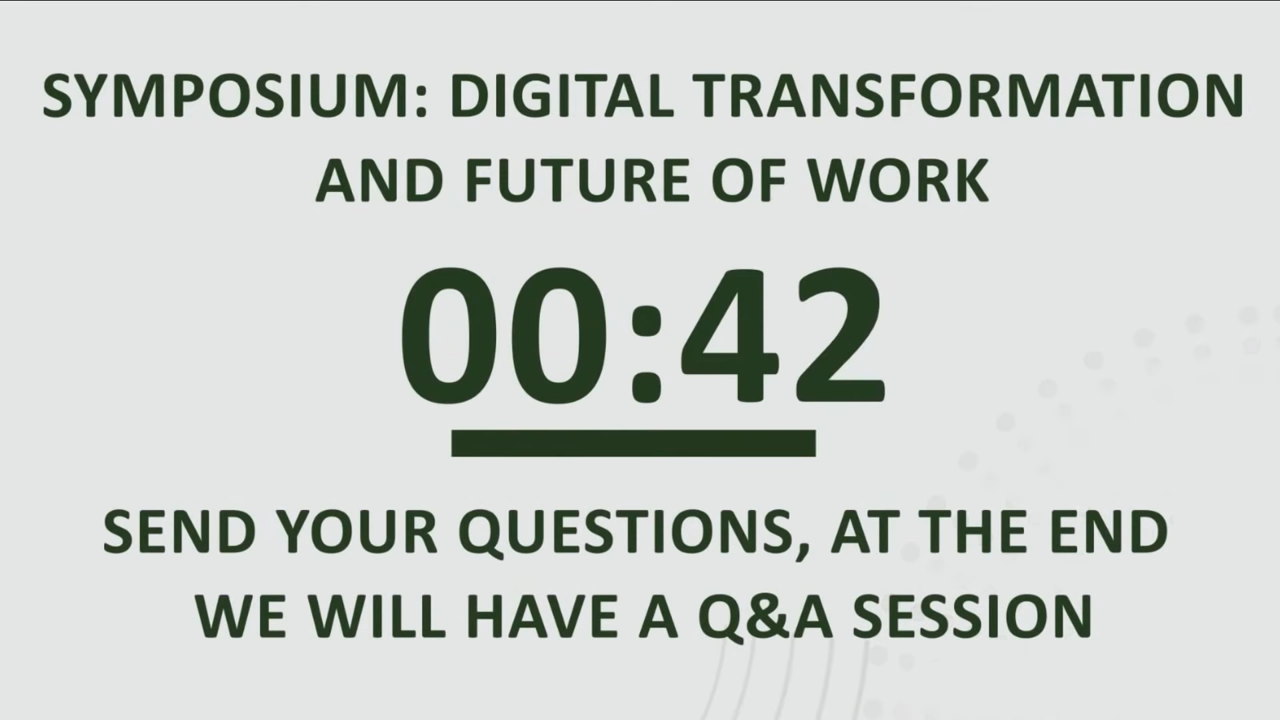 SYMPOSIUM: DIGITAL TRANSFORMATION
AND FUTURE OF WORK
00:42
SEND YOUR QUESTIONS, AT THE END
WE WILL HAVE A Q&A SESSION